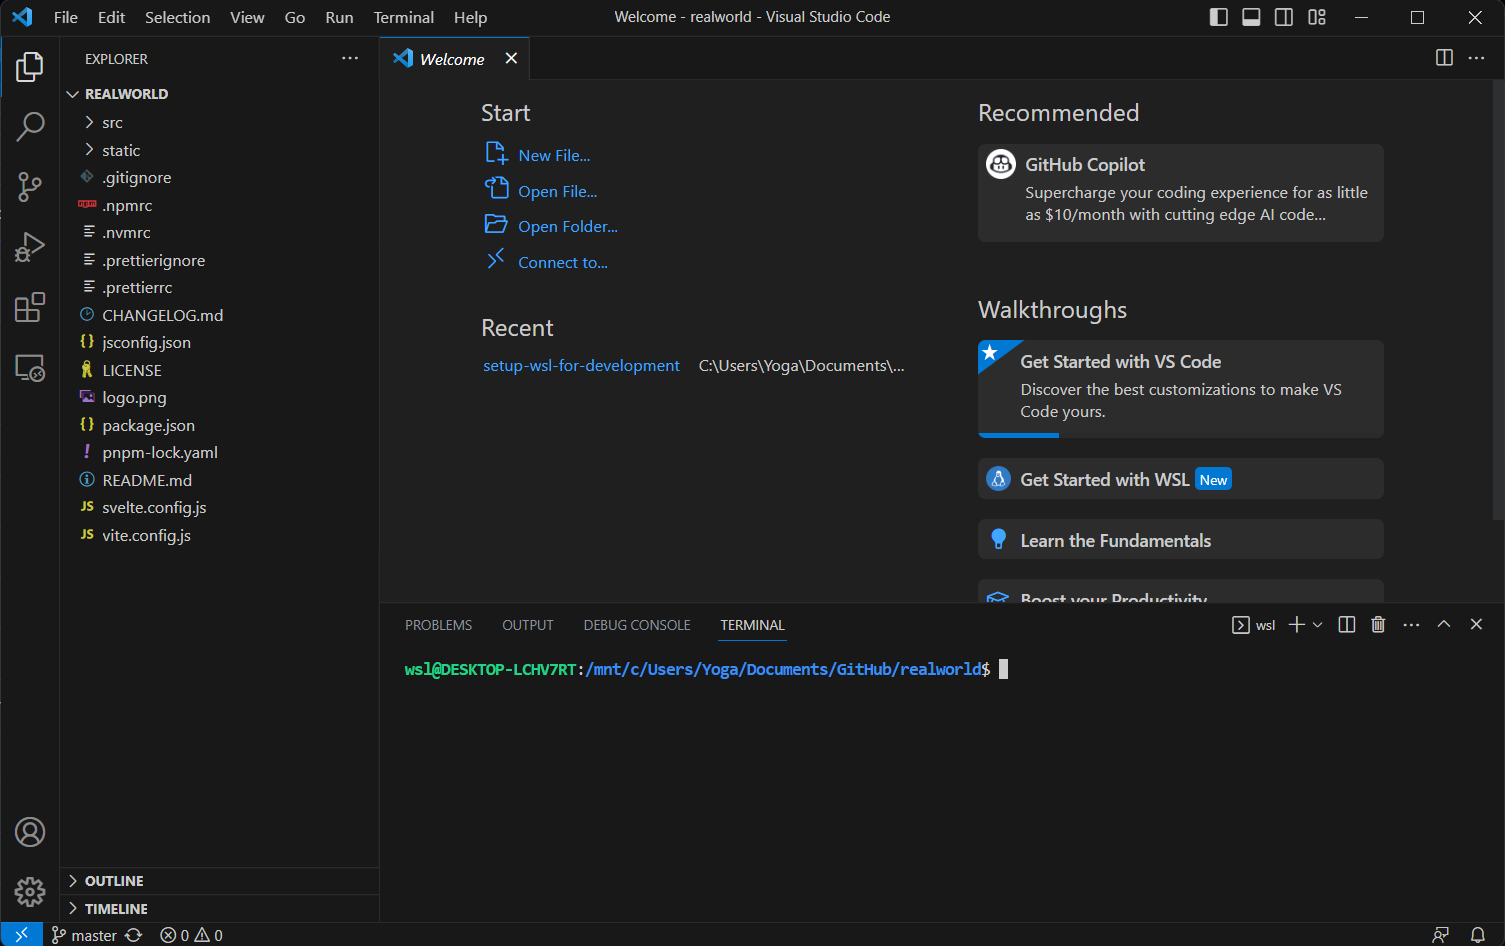 File Edit Selection View Go Run Terminal Help
Welcome - realworld - Visual Studio Code
EXPLORER
REALWORLD
src
static
.gitignore
.npmrc
.nvmrc
.prettierignore
.prettierrc
CHANGELOG.md
jsconfig.json
LICENSE
logo.png
package.json
pnpm-lock.yaml
README.md
JS svelte.config.js
JS vite.config.js
OUTLINE
TIMELINE
Welcome
Start
New File...
Open File...
Open Folder...
Connect to...
Recent
setup-wsl-for-development C:\Users\Yoga\Documents\...
Recommended
GitHub Copilot
Supercharge your coding experience for as little
as $10/month with cutting edge AI code...
Walkthroughs
Get Started with VS Code
Discover the best customizations to make VS
Code yours.
Get Started with WSL New
Learn the Fundamentals
Boost your Productivity
PROBLEMS OUTPUT DEBUG CONSOLE TERMINAL
wsl
wsl@DESKTOP-LCHV7RT:/mnt/c/Users/Yoga/Documents/GitHub/realworld$
master 0 0